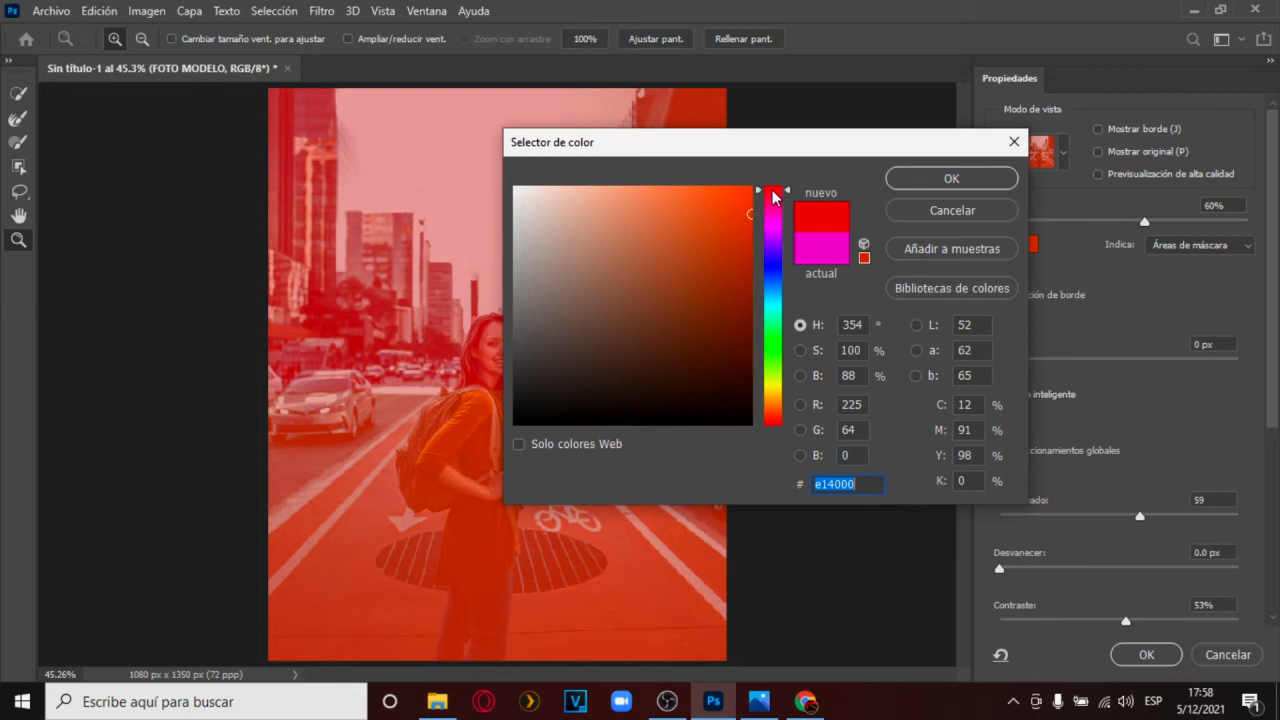 Ps Archivo Edición Imagen Capa Texto Selección Filtro 3D Vista Ventana Ayuda
Cambiar tamaño vent. para ajustar Ampliar/reducir vent. Zoom con arrastre 100% Ajustar pant. Rellenar pant.
Sin título-1 al 45.3% (FOTO MODELO, RGB/8*) *
Propiedades
Modo de vista
Mostrar borde (J)
Mostrar original (P)
Previsualización de alta calidad
60%
Indica: Áreas de máscara
ción de borde
0 px
inteligente
cionamientos globales
ado: 59
Desvanecer: 0.0 px
Contraste: 53%
OK Cancelar
Selector de color
nuevo
actual
OK
Cancelar
Añadir a muestras
Bibliotecas de colores
H: 354 ° L: 52
S: 100 % a: 62
B: 88 % b: 65
R: 225 C: 12 %
G: 64 M: 91 %
B: 0 Y: 98 %
# e14000 K: 0 %
Solo colores Web
45.26% 1080 px x 1350 px (72 ppp)
Escribe aquí para buscar
Ps
ESP
17:58
5/12/2021
1